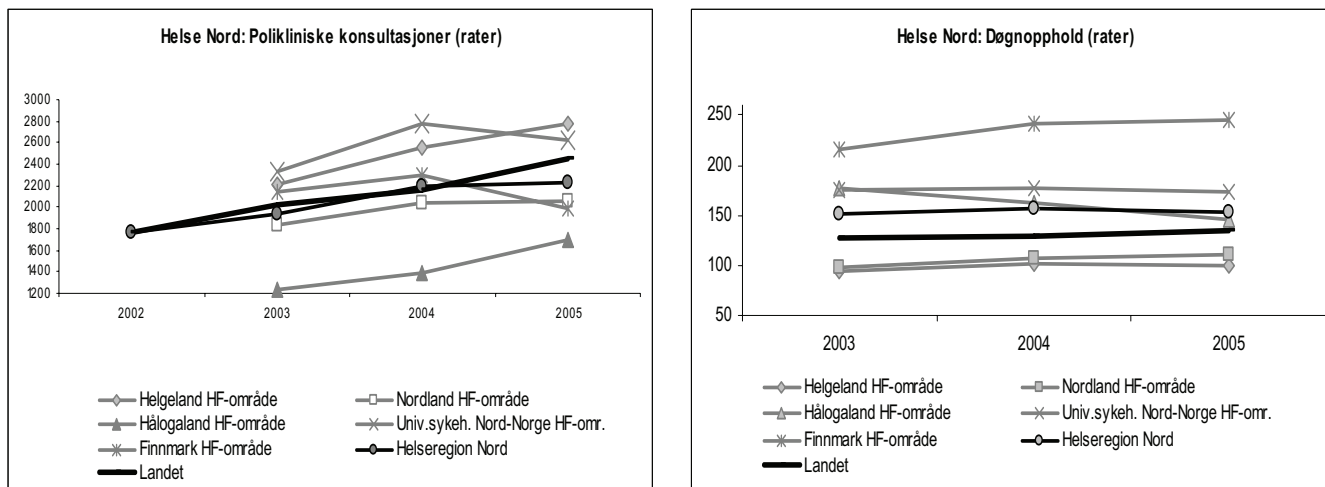 Helse Nord: Polikliniske konsultasjoner (rater)
3000
2800
2600
2400
2200
2000
1800
1600
1400
1200
2002 2003 2004 2005
Helgeland HF-område Nordland HF-område
Hålogaland HF-område Univ.sykeh. Nord-Norge HF-omr.
Finnmark HF-område Helseregion Nord
Landet
Helse Nord: Døgnopphold (rater)
250
200
150
100
50
2003 2004 2005
Helgeland HF-område Nordland HF-område
Hålogaland HF-område Univ.sykeh. Nord-Norge HF-omr.
Finnmark HF-område Helseregion Nord
Landet